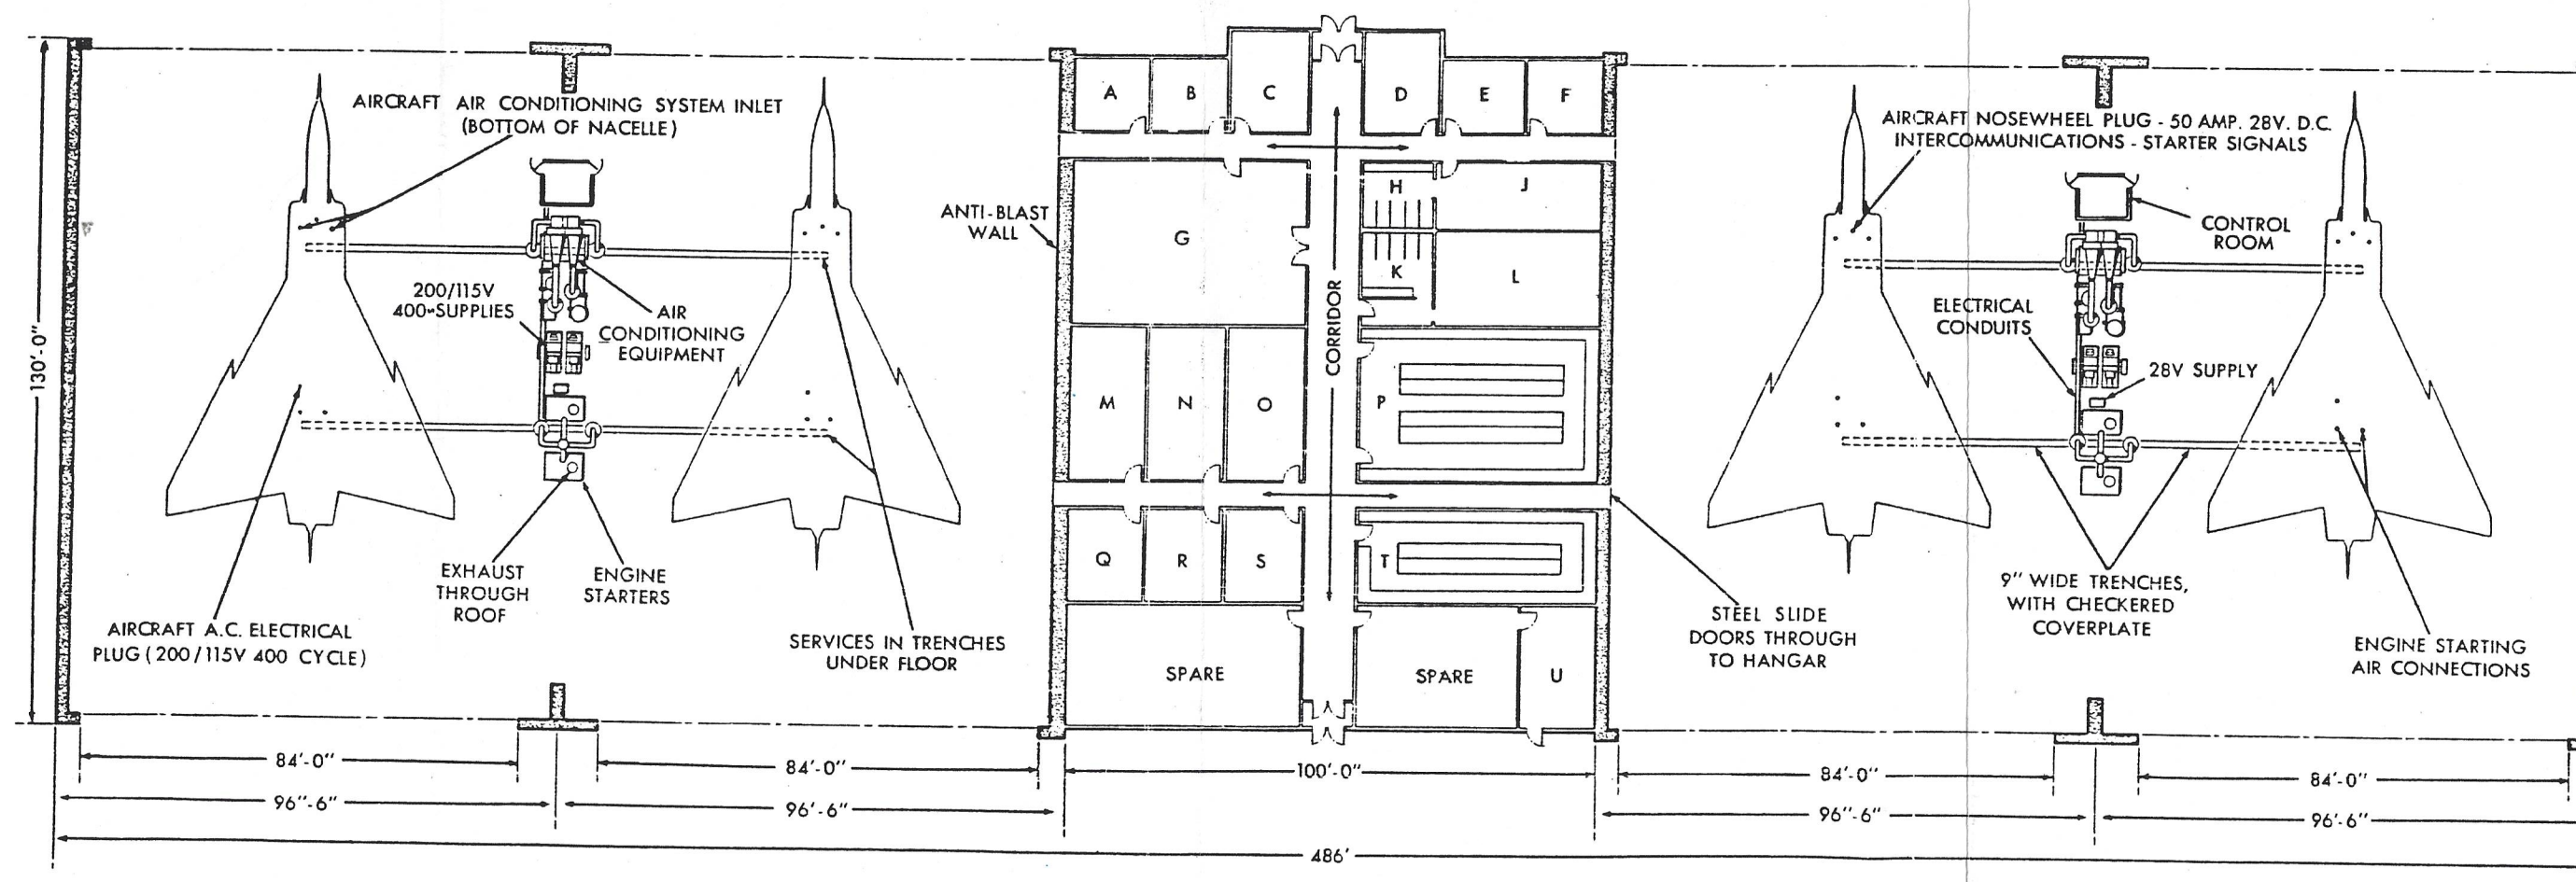 AIRCRAFT AIR CONDITIONING SYSTEM INLET
(BOTTOM OF NACELLE)
A
B
C
D
E
F
AIRCRAFT NOSEWHEEL PLUG - 50 AMP. 28V. D.C.
INTERCOMMUNICATIONS - STARTER SIGNALS
ANTI-BLAST
WALL
G
H
J
K
L
CORRIDOR
CONTROL
ROOM
130'-0"
200/115V
400~SUPPLIES
AIR
CONDITIONING
EQUIPMENT
ELECTRICAL
CONDUITS
28V SUPPLY
M
N
O
P
Q
R
S
T
EXHAUST
THROUGH
ROOF
ENGINE
STARTERS
AIRCRAFT A.C. ELECTRICAL
PLUG (200/115V 400 CYCLE)
SERVICES IN TRENCHES
UNDER FLOOR
SPARE
SPARE
U
STEEL SLIDE
DOORS THROUGH
TO HANGAR
9" WIDE TRENCHES,
WITH CHECKERED
COVERPLATE
ENGINE STARTING
AIR CONNECTIONS
84'-0"
84'-0"
100'-0"
84'-0"
84'-0"
96"-6"
96'-6"
96"-6"
96'-6"
486'